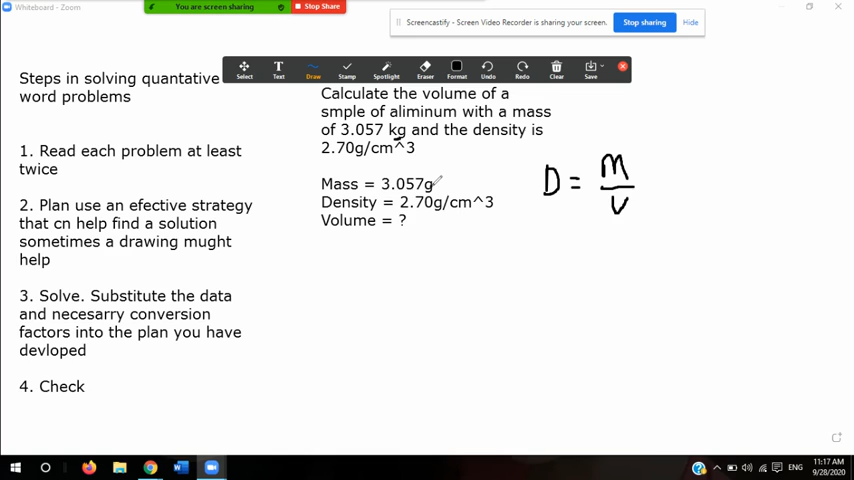 Whiteboard - Zoom
You are screen sharing
Stop Share
Screencastify - Screen Video Recorder is sharing your screen.
Stop sharing
Hide
Select
Text
Draw
Stamp
Spotlight
Eraser
Format
Undo
Redo
Clear
Save
Steps in solving quantative
word problems
1. Read each problem at least
twice
2. Plan use an efective strategy
that cn help find a solution
sometimes a drawing mught
help
3. Solve. Substitute the data
and necesarry conversion
factors into the plan you have
devloped
4. Check
Calculate the volume of a
smple of aliminum with a mass
of 3.057 kg and the density is
2.70g/cm^3
Mass = 3.057g
Density = 2.70g/cm^3
Volume = ?
D = M
V
ENG
11:17 AM
9/28/2020